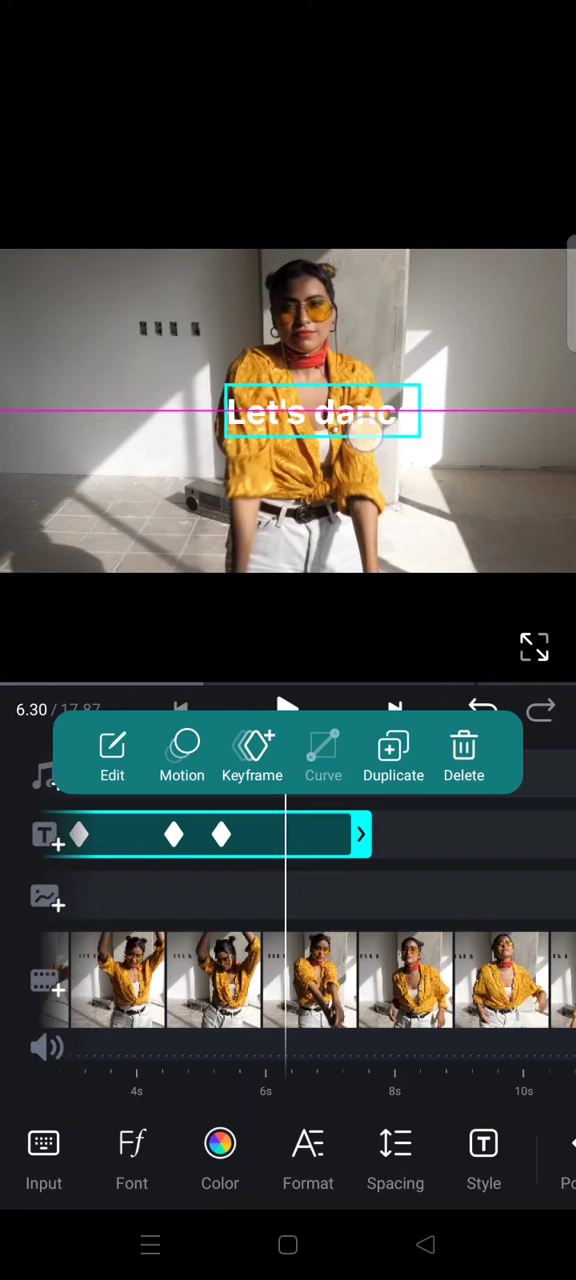 Let's danc
6.30 / 17.87
Edit
Motion
Keyframe
Curve
Duplicate
Delete
4s
6s
8s
10s
Input
Font
Color
Format
Spacing
Style